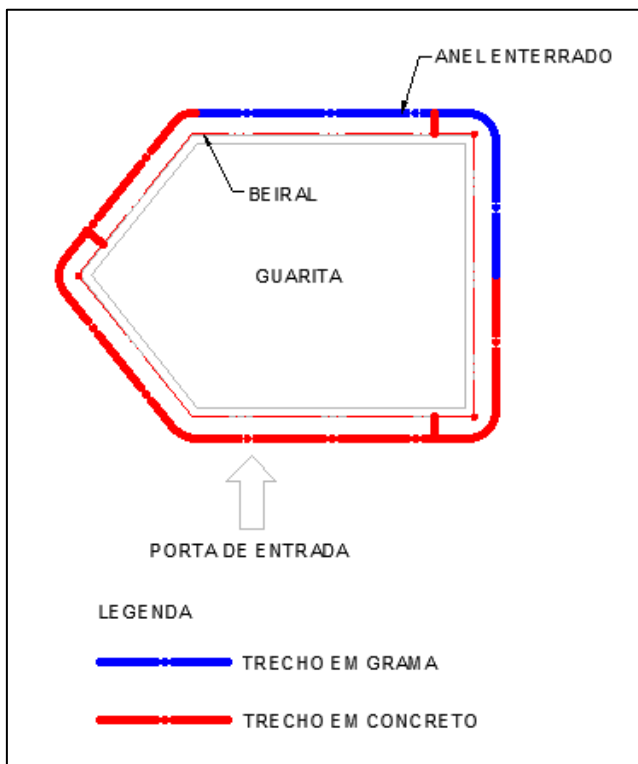 ANEL ENTERRADO
BEIRAL
GUARITA
PORTA DE ENTRADA
LEGENDA
TRECHO EM GRAMA
TRECHO EM CONCRETO